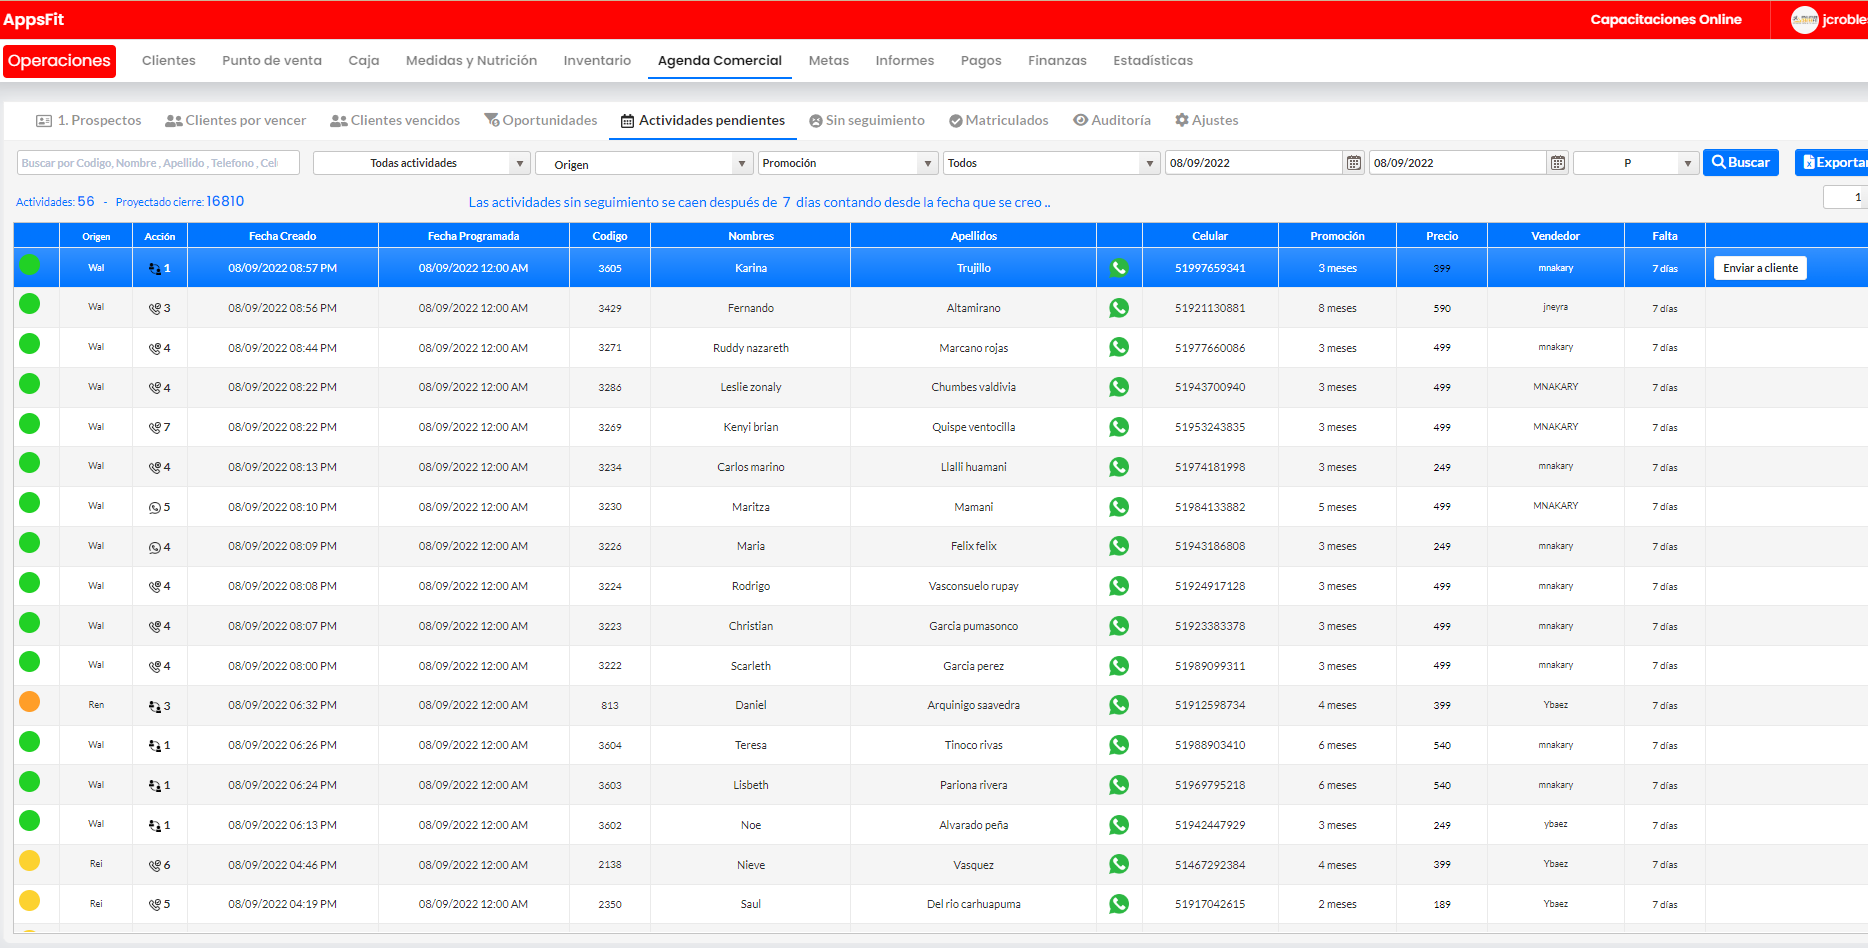 AppsFit Capacitaciones Online jcroble
Operaciones Clientes Punto de venta Caja Medidas y Nutrición Inventario Agenda Comercial Metas Informes Pagos Finanzas Estadísticas
1. Prospectos Clientes por vencer Clientes vencidos Oportunidades Actividades pendientes Sin seguimiento Matriculados Auditoría Ajustes
Buscar por Codigo, Nombre , Apellido , Telefono , Cel Todas actividades Origen Promoción Todos 08/09/2022 08/09/2022 P Buscar Exporta
Actividades: 56 - Proyectado cierre: 16810 Las actividades sin seguimiento se caen después de 7 dias contando desde la fecha que se creo .. 1
Origen Acción Fecha Creado Fecha Programada Codigo Nombres Apellidos Celular Promoción Precio Vendedor Falta
Wal 1 08/09/2022 08:57 PM 08/09/2022 12:00 AM 3605 Karina Trujillo 51997659341 3 meses 399 mnakary 7 días Enviar a cliente
Wal 3 08/09/2022 08:56 PM 08/09/2022 12:00 AM 3429 Fernando Altamirano 51921130881 8 meses 590 jneyra 7 días
Wal 4 08/09/2022 08:44 PM 08/09/2022 12:00 AM 3271 Ruddy nazareth Marcano rojas 51977660086 3 meses 499 mnakary 7 días
Wal 4 08/09/2022 08:22 PM 08/09/2022 12:00 AM 3286 Leslie zonaly Chumbes valdivia 51943700940 3 meses 499 MNAKARY 7 días
Wal 7 08/09/2022 08:22 PM 08/09/2022 12:00 AM 3269 Kenyi brian Quispe ventocilla 51953243835 3 meses 499 MNAKARY 7 días
Wal 4 08/09/2022 08:13 PM 08/09/2022 12:00 AM 3234 Carlos marino Llalli huamani 51974181998 3 meses 249 mnakary 7 días
Wal 5 08/09/2022 08:10 PM 08/09/2022 12:00 AM 3230 Maritza Mamani 51984133882 5 meses 499 MNAKARY 7 días
Wal 4 08/09/2022 08:09 PM 08/09/2022 12:00 AM 3226 Maria Felix felix 51943186808 3 meses 249 mnakary 7 días
Wal 4 08/09/2022 08:08 PM 08/09/2022 12:00 AM 3224 Rodrigo Vasconsuelo rupay 51924917128 3 meses 499 mnakary 7 días
Wal 4 08/09/2022 08:07 PM 08/09/2022 12:00 AM 3223 Christian Garcia pumasonco 51923383378 3 meses 499 mnakary 7 días
Wal 4 08/09/2022 08:00 PM 08/09/2022 12:00 AM 3222 Scarleth Garcia perez 51989099311 3 meses 499 mnakary 7 días
Ren 3 08/09/2022 06:32 PM 08/09/2022 12:00 AM 813 Daniel Arquinigo saavedra 51912598734 4 meses 399 Ybaez 7 días
Wal 1 08/09/2022 06:26 PM 08/09/2022 12:00 AM 3604 Teresa Tinoco rivas 51988903410 6 meses 540 mnakary 7 días
Wal 1 08/09/2022 06:24 PM 08/09/2022 12:00 AM 3603 Lisbeth Pariona rivera 51969795218 6 meses 540 mnakary 7 días
Wal 1 08/09/2022 06:13 PM 08/09/2022 12:00 AM 3602 Noe Alvarado peña 51942447929 3 meses 249 ybaez 7 días
Rei 6 08/09/2022 04:46 PM 08/09/2022 12:00 AM 2138 Nieve Vasquez 51467292384 4 meses 399 Ybaez 7 días
Rei 5 08/09/2022 04:19 PM 08/09/2022 12:00 AM 2350 Saul Del rio carhuapuma 51917042615 2 meses 189 Ybaez 7 días